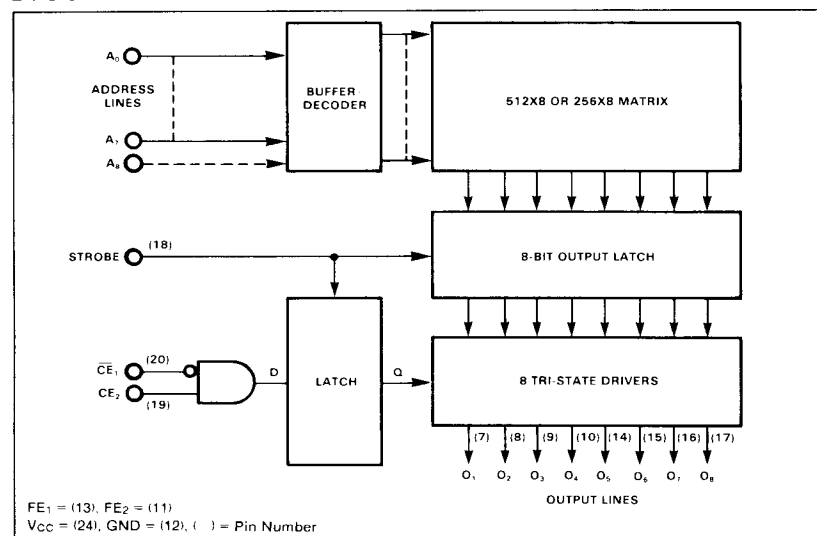 A0
ADDRESS
LINES
A7
A8
BUFFER
DECODER
512X8 OR 256X8 MATRIX
STROBE (18)
8-BIT OUTPUT LATCH
CE1 (20)
CE2 (19)
D
LATCH
Q
8 TRI-STATE DRIVERS
(7) (8) (9) (10) (14) (15) (16) (17)
O1 O2 O3 O4 O5 O6 O7 O8
OUTPUT LINES
FE1 = (13), FE2 = (11)
VCC = (24), GND = (12), ( ) = Pin Number